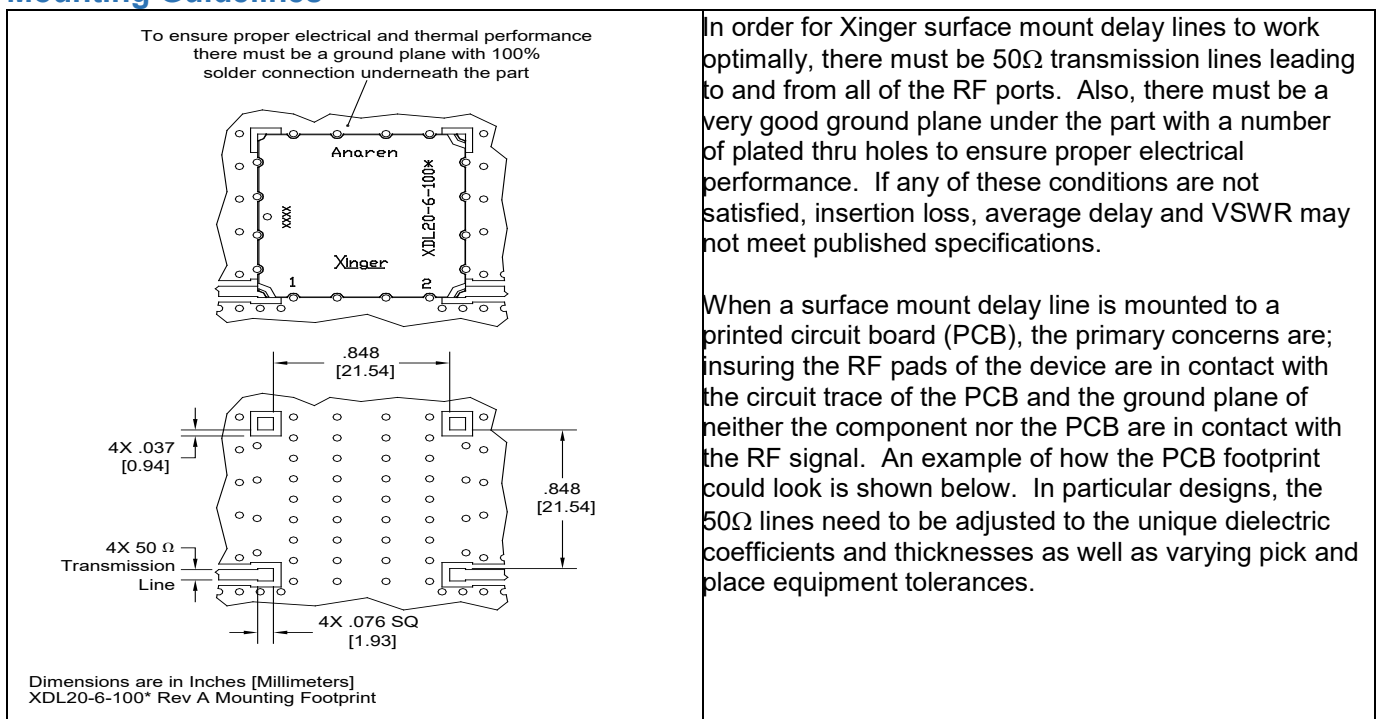 Mounting Guidelines
To ensure proper electrical and thermal performance
there must be a ground plane with 100%
solder connection underneath the part
Anaren
XDL20-6-100*
xxxx
Xinger
1
2
.848
[21.54]
4X .037
[0.94]
.848
[21.54]
4X 50 Ω
Transmission
Line
4X .076 SQ
[1.93]
Dimensions are in Inches [Millimeters]
XDL20-6-100* Rev A Mounting Footprint
In order for Xinger surface mount delay lines to work
optimally, there must be 50Ω transmission lines leading
to and from all of the RF ports. Also, there must be a
very good ground plane under the part with a number
of plated thru holes to ensure proper electrical
performance. If any of these conditions are not
satisfied, insertion loss, average delay and VSWR may
not meet published specifications.
When a surface mount delay line is mounted to a
printed circuit board (PCB), the primary concerns are;
insuring the RF pads of the device are in contact with
the circuit trace of the PCB and the ground plane of
neither the component nor the PCB are in contact with
the RF signal. An example of how the PCB footprint
could look is shown below. In particular designs, the
50Ω lines need to be adjusted to the unique dielectric
coefficients and thicknesses as well as varying pick and
place equipment tolerances.